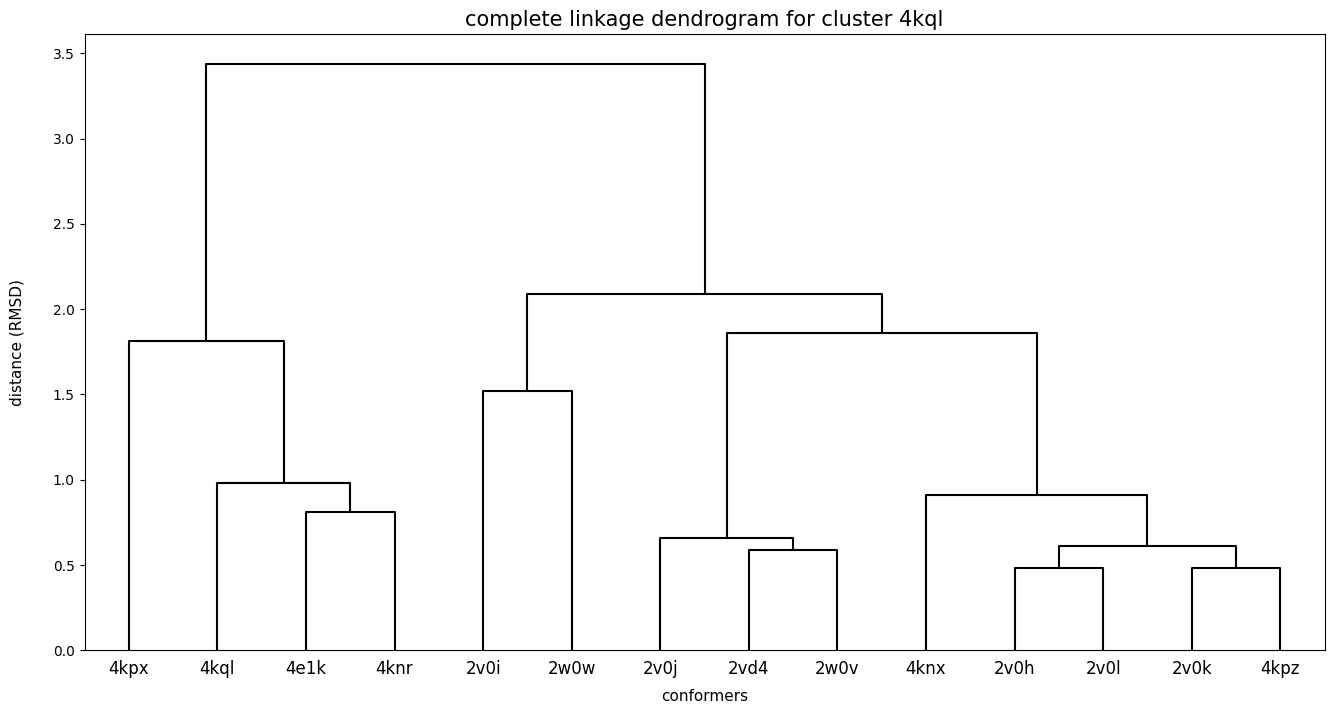 complete linkage dendrogram for cluster 4kql
distance (RMSD)
3.5
3.0
2.5
2.0
1.5
1.0
0.5
0.0
4kpx 4kql 4e1k 4knr 2v0i 2w0w 2v0j 2vd4 2w0v 4knx 2v0h 2v0l 2v0k 4kpz
conformers